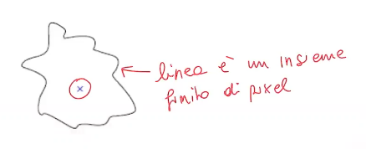 linea è un insieme
finito di pixel